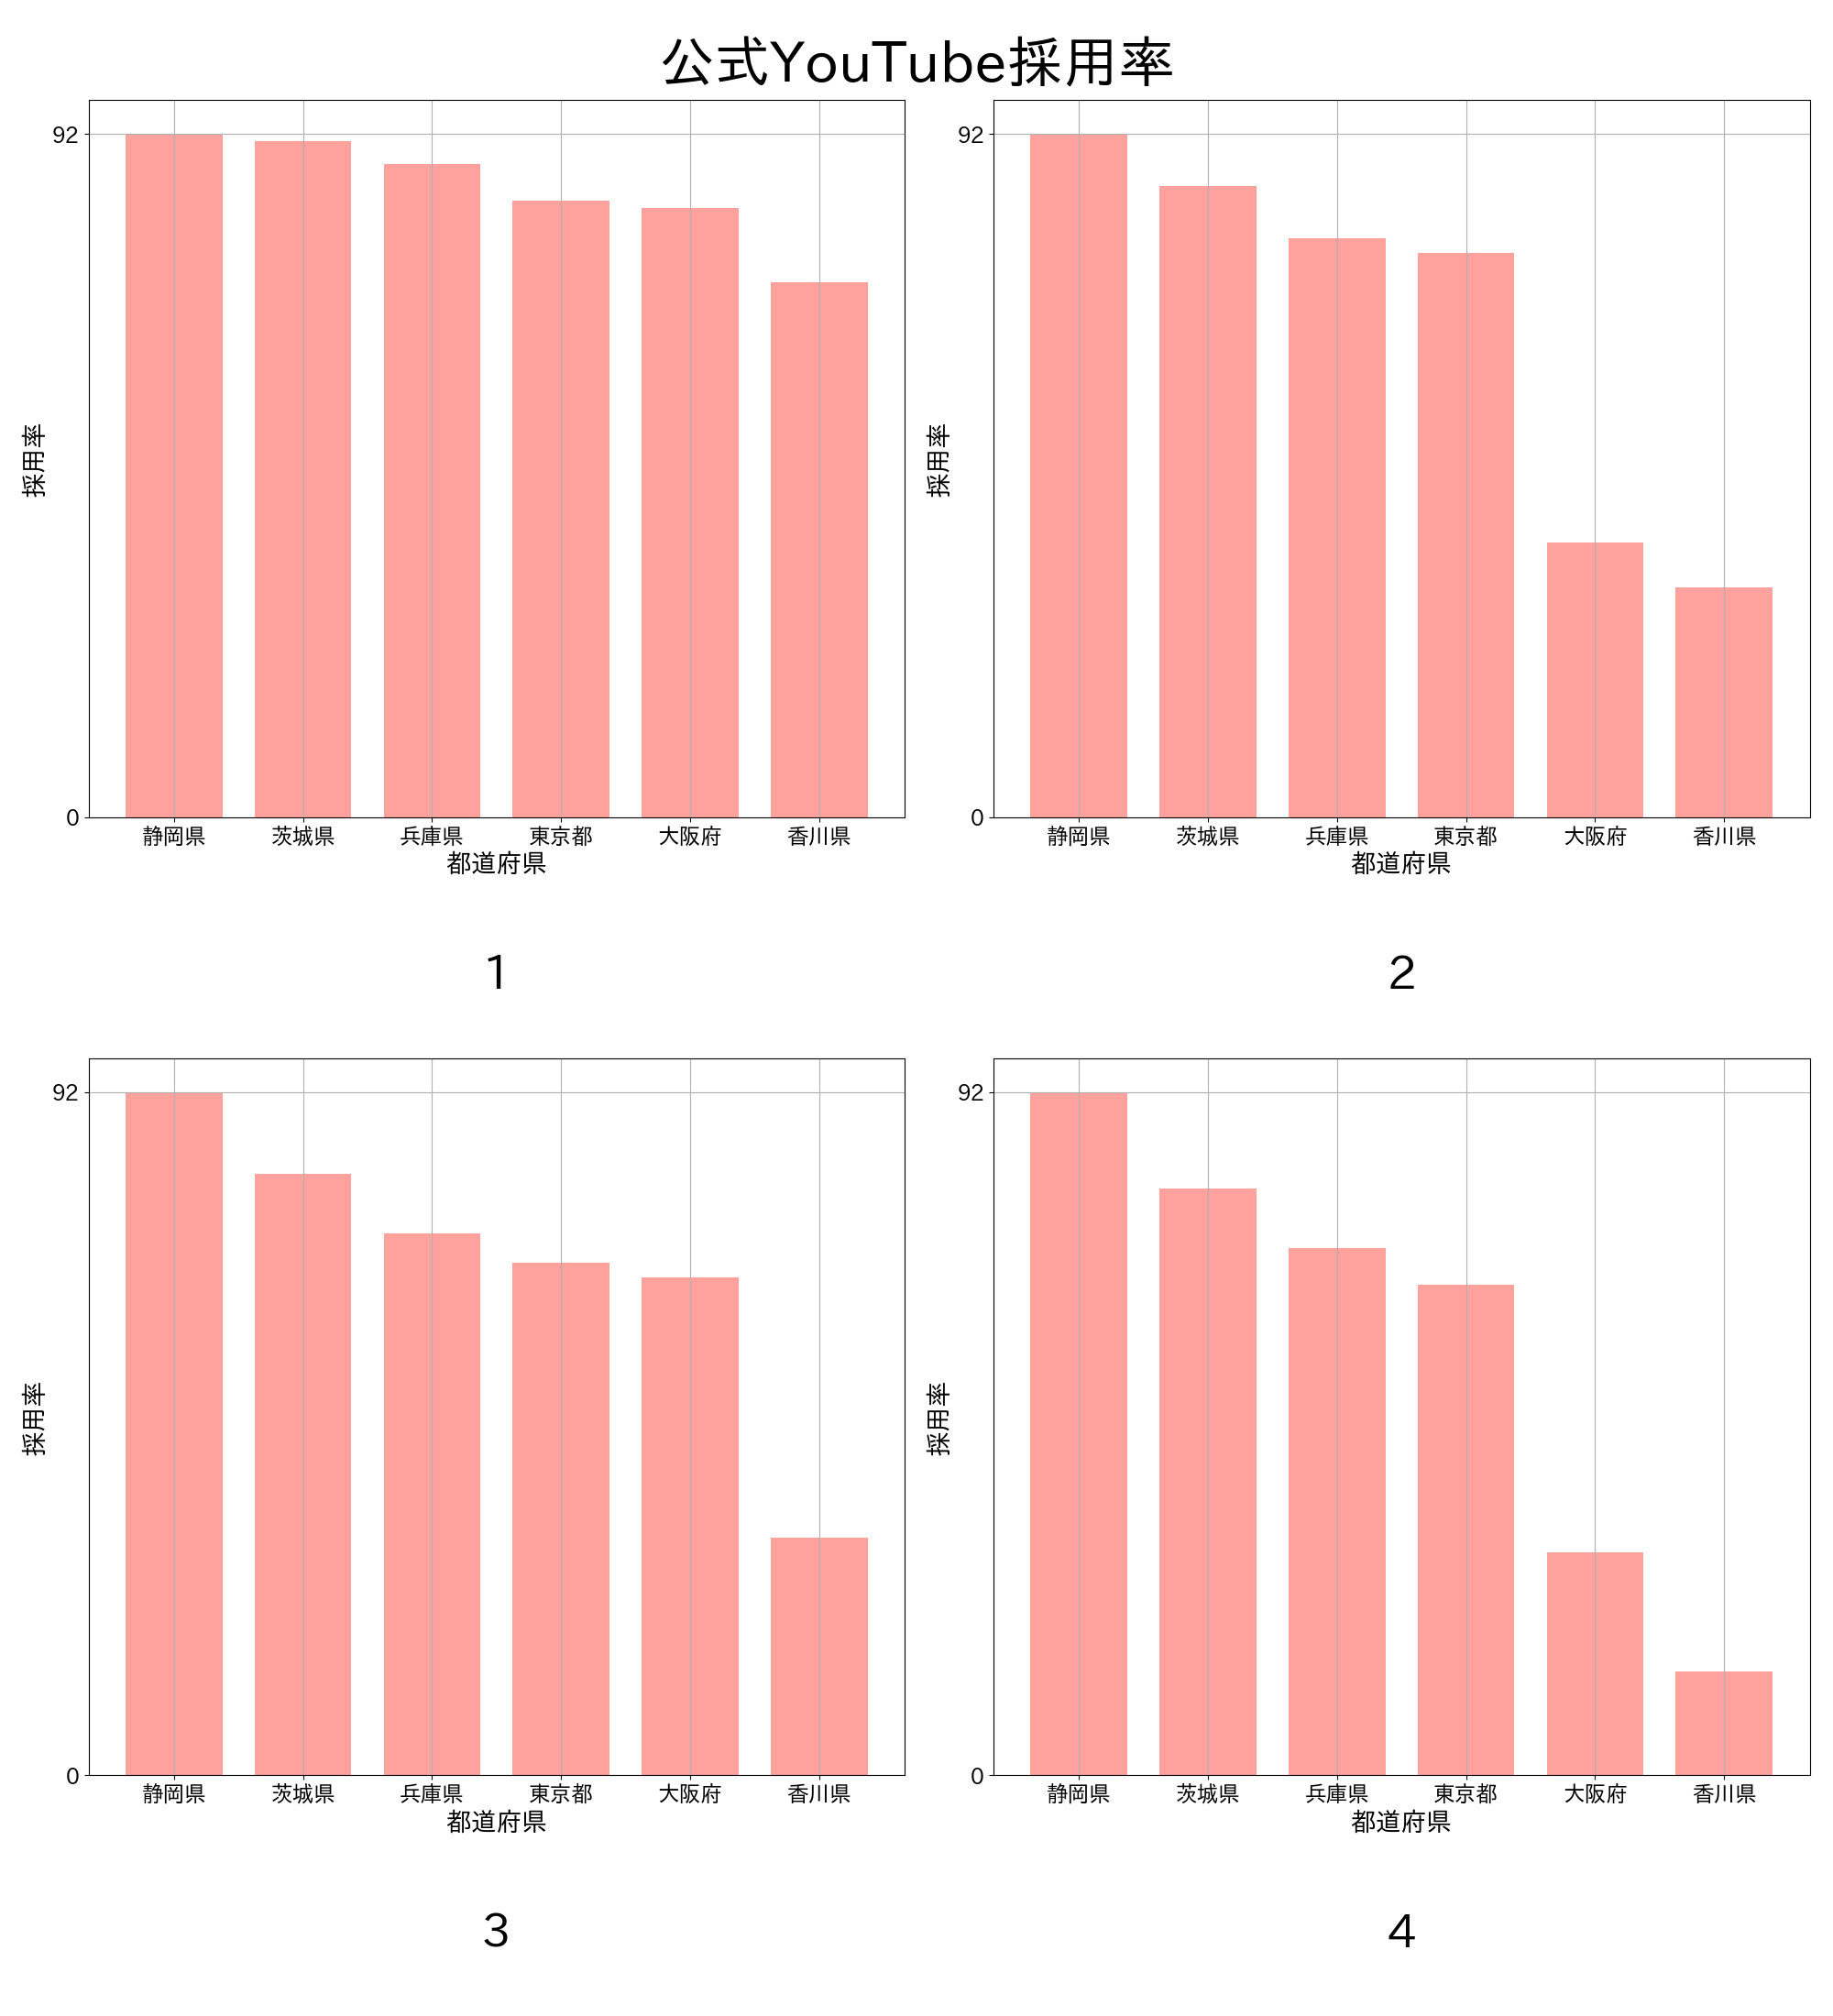 公式YouTube採用率
92
0
採用率
静岡県 茨城県 兵庫県 東京都 大阪府 香川県
都道府県
1
92
0
採用率
静岡県 茨城県 兵庫県 東京都 大阪府 香川県
都道府県
2
92
0
採用率
静岡県 茨城県 兵庫県 東京都 大阪府 香川県
都道府県
3
92
0
採用率
静岡県 茨城県 兵庫県 東京都 大阪府 香川県
都道府県
4